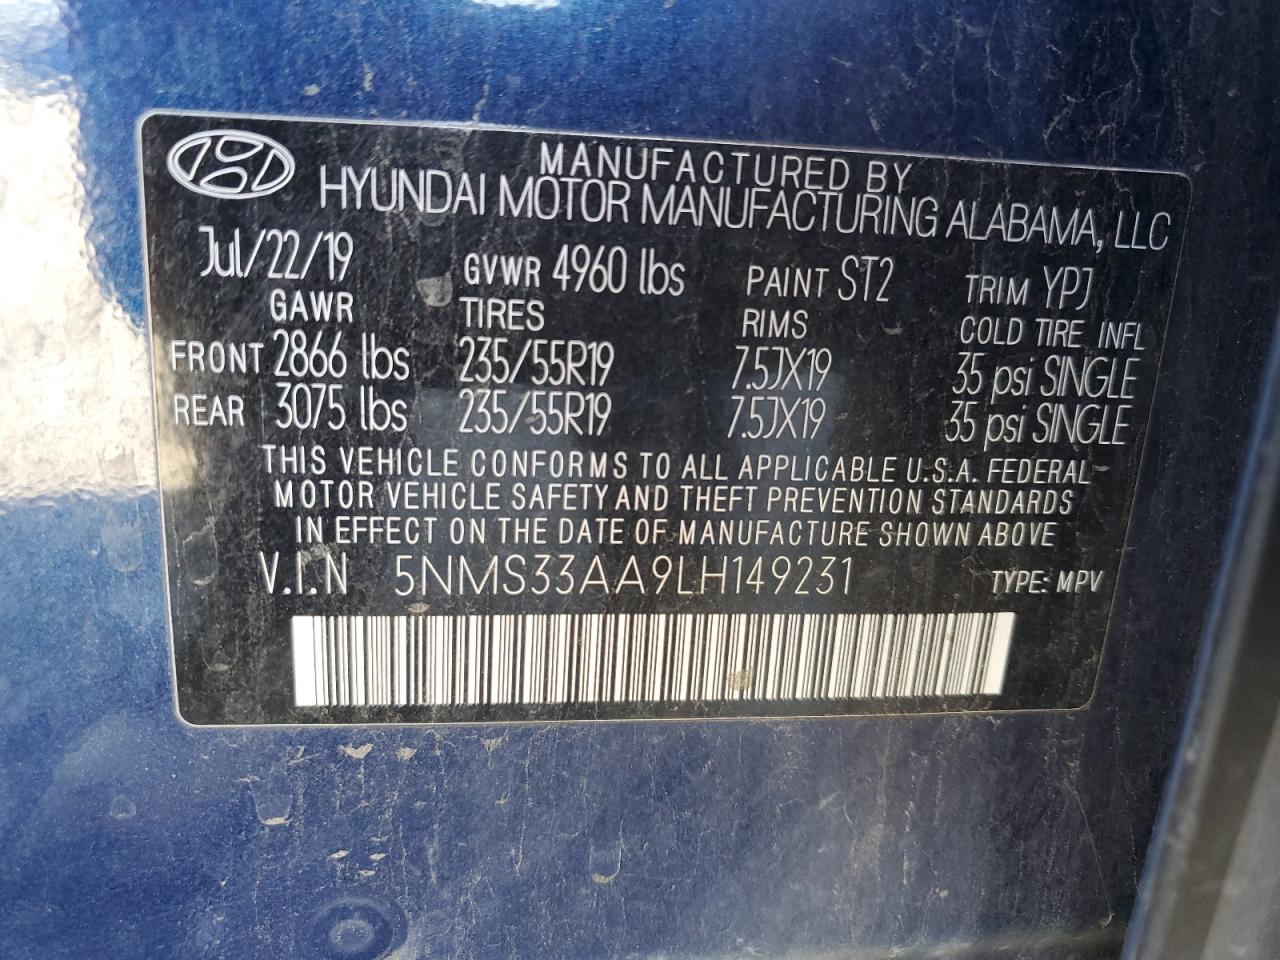 MANUFACTURED BY
HYUNDAI MOTOR MANUFACTURING ALABAMA, LLC
Jul/22/19 GVWR 4960 lbs PAINT ST2 TRIM YPJ
GAWR TIRES RIMS COLD TIRE INFL
FRONT 2866 lbs 235/55R19 7.5JX19 35 psi SINGLE
REAR 3075 lbs 235/55R19 7.5JX19 35 psi SINGLE
THIS VEHICLE CONFORMS TO ALL APPLICABLE U.S.A. FEDERAL
MOTOR VEHICLE SAFETY AND THEFT PREVENTION STANDARDS
IN EFFECT ON THE DATE OF MANUFACTURE SHOWN ABOVE
V.I.N 5NMS33AA9LH149231 TYPE: MPV